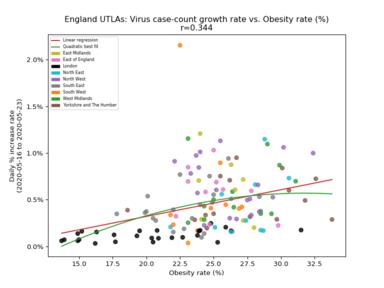 England UTLAs: Virus case-count growth rate vs. Obesity rate (%)
r=0.344
Daily % increase rate
(2020-05-16 to 2020-05-23)
2.0%
1.5%
1.0%
0.5%
0.0%
Linear regression
Quadratic best fit
East Midlands
East of England
London
North East
North West
South East
South West
West Midlands
Yorkshire and The Humber
15.0
17.5
20.0
22.5
25.0
27.5
30.0
32.5
Obesity rate (%)